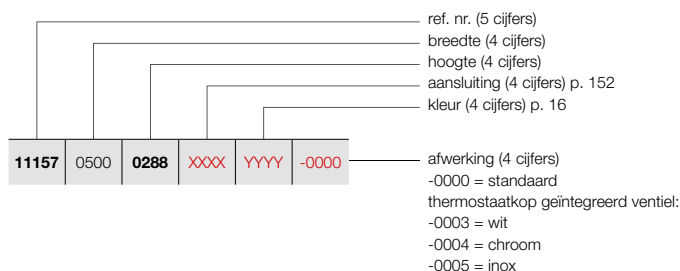 ref. nr. (5 cijfers)
breedte (4 cijfers)
hoogte (4 cijfers)
aansluiting (4 cijfers) p. 152
kleur (4 cijfers) p. 16
11157 0500 0288 XXXX YYYY -0000
afwerking (4 cijfers)
-0000 = standaard
thermostaatkop geïntegreerd ventiel:
-0003 = wit
-0004 = chroom
-0005 = inox